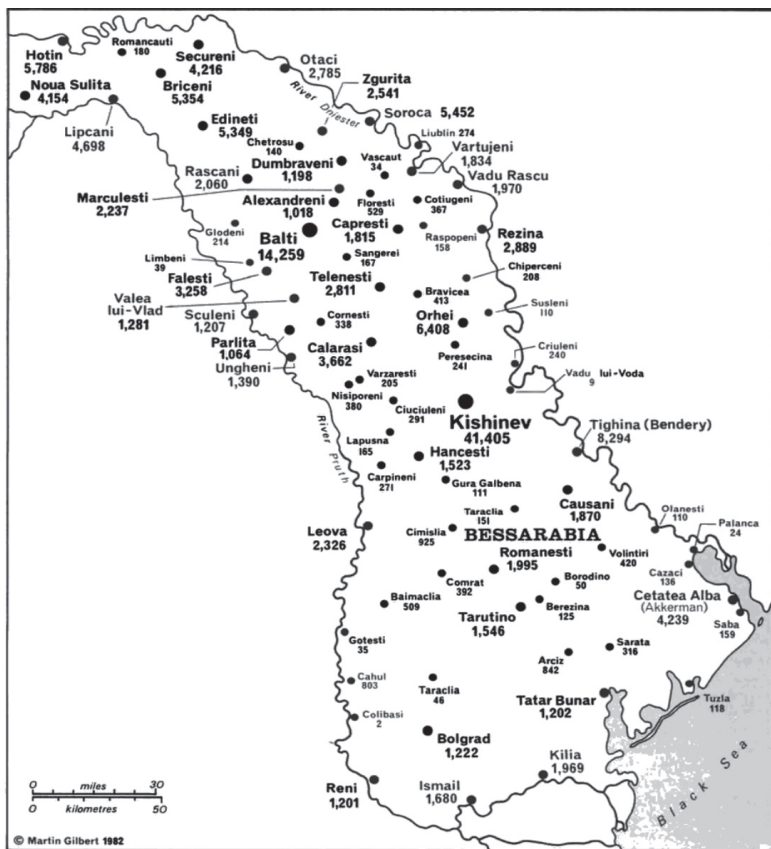 Romancauti
180
Hotin
5,786
Secureni
4,216
Otaci
2,785
Noua Sulita
4,154
Briceni
5,354
Zgurita
2,541
River Dniester
Lipcani
4,698
Edineti
5,349
Soroca 5,452
Chetrosu
140
Liublin 274
Rascani
2,060
Dumbraveni
1,198
Vascaut
34
Vartujeni
1,834
Vadu Rascu
1,970
Marculesti
2,237
Alexandreni
1,018
Floresti
529
Cotiugeni
367
Glodeni
214
Balti
14,259
Capresti
1,815
Raspopeni
158
Rezina
2,889
Limbeni
39
Sangerei
167
Falesti
3,258
Telenesti
2,811
Chiperceni
208
Bravicea
413
Valea
lui-Vlad
1,281
Susleni
110
Sculeni
1,207
Cornesti
338
Orhei
6,408
Parlita
1,064
Calarasi
3,662
Peresecina
241
Criuleni
240
Ungheni
1,390
Varzaresti
205
Vadu lui-Voda
9
Nisiporeni
380
Ciuciuleni
291
Kishinev
41,405
River Pruth
Lapusna
165
Tighina (Bendery)
8,294
Hancesti
1,523
Carpineni
271
Gura Galbena
111
Causani
1,870
Taraclia
151
Olanesti
110
Palanca
24
Leova
2,326
Cimislia
925
BESSARABIA
Volintiri
420
Romanesti
1,995
Cazaci
136
Comrat
392
Borodino
50
Baimaclia
509
Tarutino
1,546
Berezina
125
Cetatea Alba
(Akkerman)
4,239
Saba
159
Gotesti
35
Sarata
316
Arciz
842
Cahul
803
Taraclia
46
Tatar Bunar
1,202
Tuzla
118
Colibasi
2
Bolgrad
1,222
Kilia
1,969
Reni
1,201
Ismail
1,680
Black Sea
0 miles 30
0 kilometres 50
© Martin Gilbert 1982